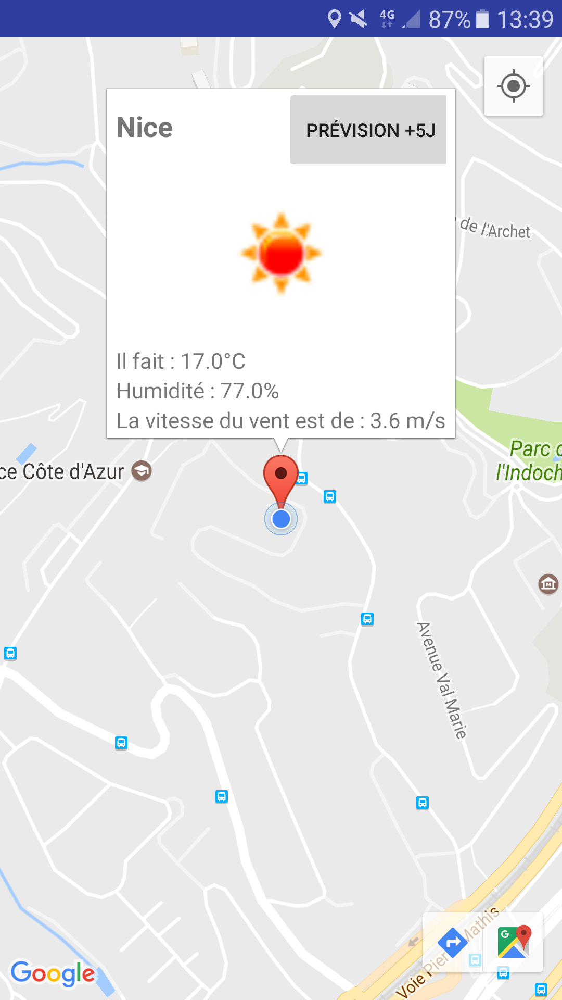 4G 87% 13:39
Nice
PRÉVISION +5J
de l'Archet
Il fait : 17.0°C
Humidité : 77.0%
La vitesse du vent est de : 3.6 m/s
Parc d
l'Indoch
ce Côte d'Azur
Avenue Val Marie
Voie Pier Mathis
G
Google